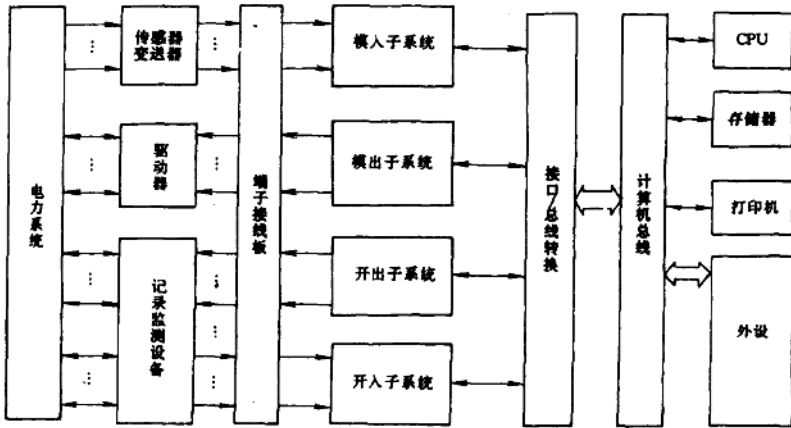 电力系统
传感器
变送器
驱动器
记录监测设备
端子接线板
模入子系统
模出子系统
开出子系统
开入子系统
接口/总线转换
计算机总线
CPU
存储器
打印机
外设